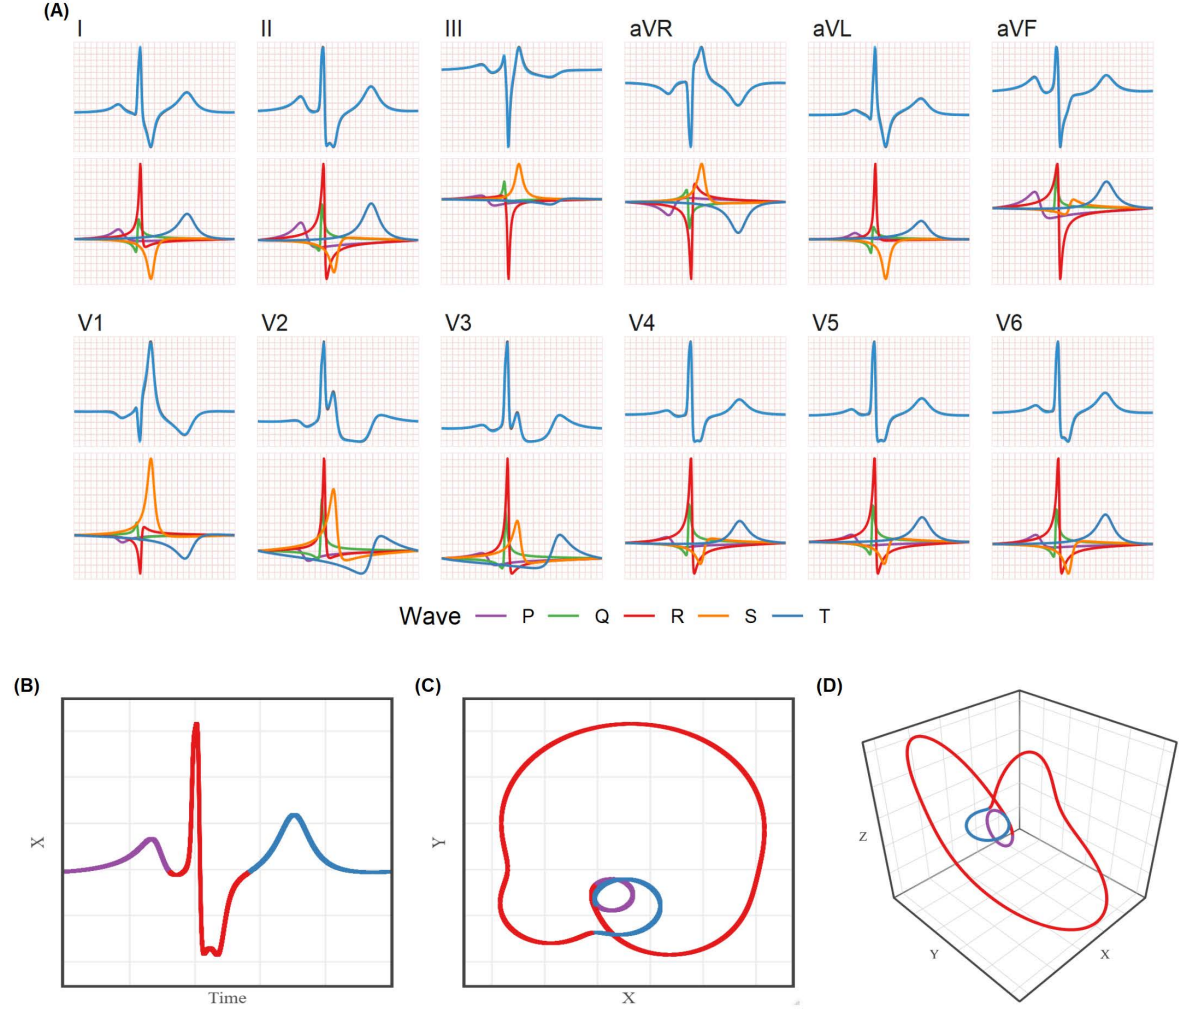 (A)
I II III aVR aVL aVF
V1 V2 V3 V4 V5 V6
Wave P Q R S T
(B) (C) (D)
X
Time
Y
X
Z
Y
X